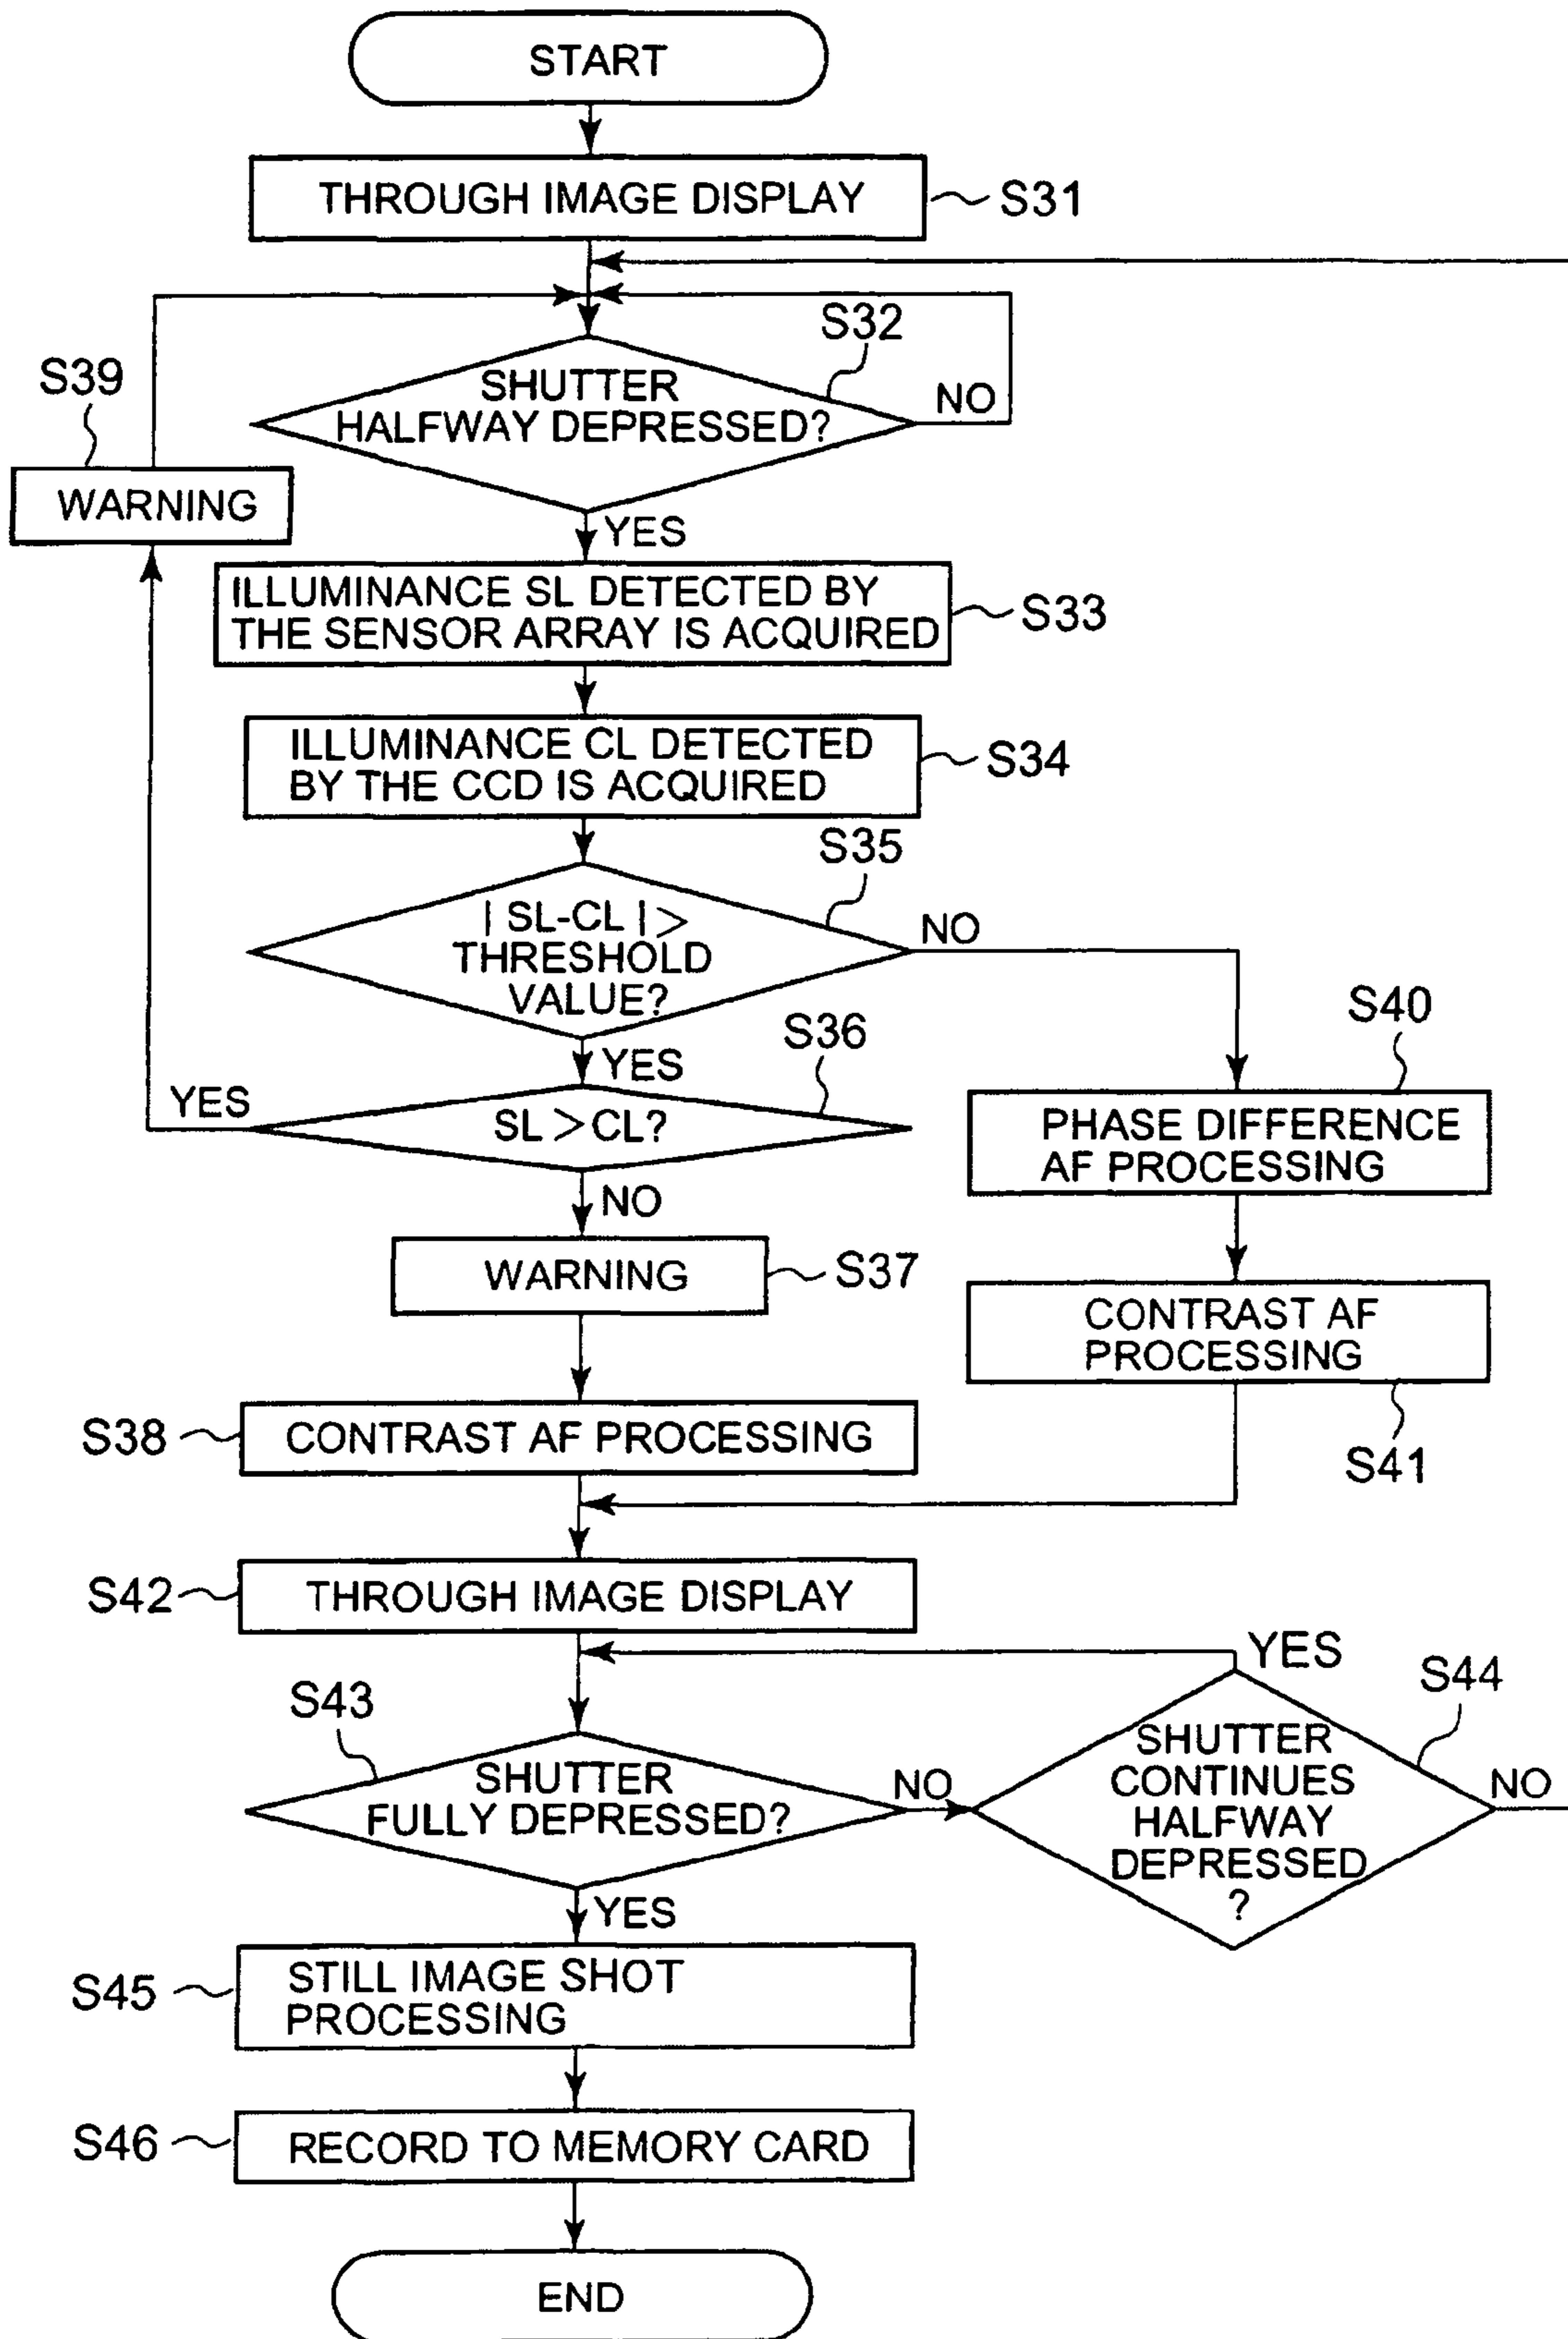 START
THROUGH IMAGE DISPLAY
S31
S32
SHUTTER
HALFWAY DEPRESSED?
NO
S39
WARNING
YES
ILLUMINANCE SL DETECTED BY
THE SENSOR ARRAY IS ACQUIRED
S33
ILLUMINANCE CL DETECTED
BY THE CCD IS ACQUIRED
S34
S35
| SL-CL | >
THRESHOLD
VALUE?
NO
YES
S36
SL > CL?
YES
NO
S40
PHASE DIFFERENCE
AF PROCESSING
WARNING
S37
CONTRAST AF
PROCESSING
S41
S38
CONTRAST AF PROCESSING
S42
THROUGH IMAGE DISPLAY
S43
SHUTTER
FULLY DEPRESSED?
NO
YES
S44
SHUTTER
CONTINUES
HALFWAY
DEPRESSED
?
NO
YES
S45
STILL IMAGE SHOT
PROCESSING
S46
RECORD TO MEMORY CARD
END